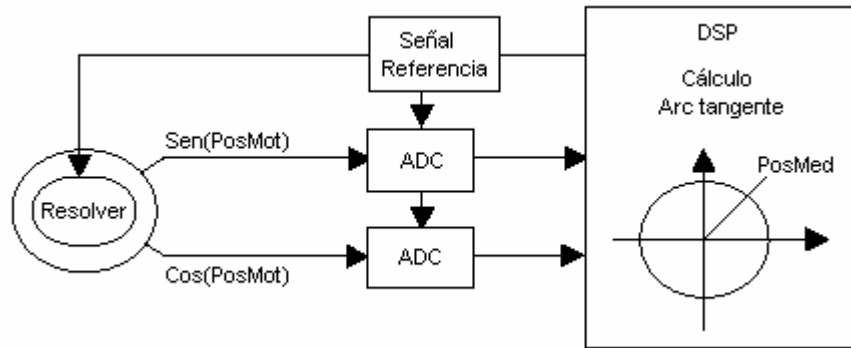 Señal
Referencia
DSP
Cálculo
Arc tangente
Sen(PosMot)
ADC
PosMed
Resolver
ADC
Cos(PosMot)